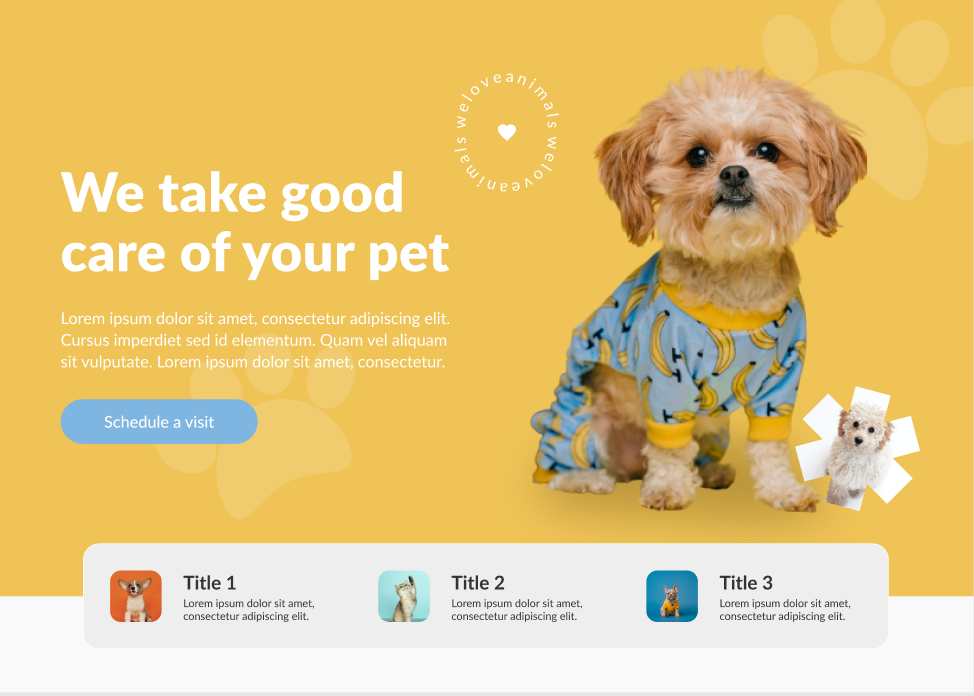 weloveanimals weloveanimals
We take good
care of your pet
Lorem ipsum dolor sit amet, consectetur adipiscing elit.
Cursus imperdiet sed id elementum. Quam vel aliquam
sit vulputate. Lorem ipsum dolor sit amet, consectetur.
Schedule a visit
Title 1
Lorem ipsum dolor sit amet,
consectetur adipiscing elit.
Title 2
Lorem ipsum dolor sit amet,
consectetur adipiscing elit.
Title 3
Lorem ipsum dolor sit amet,
consectetur adipiscing elit.